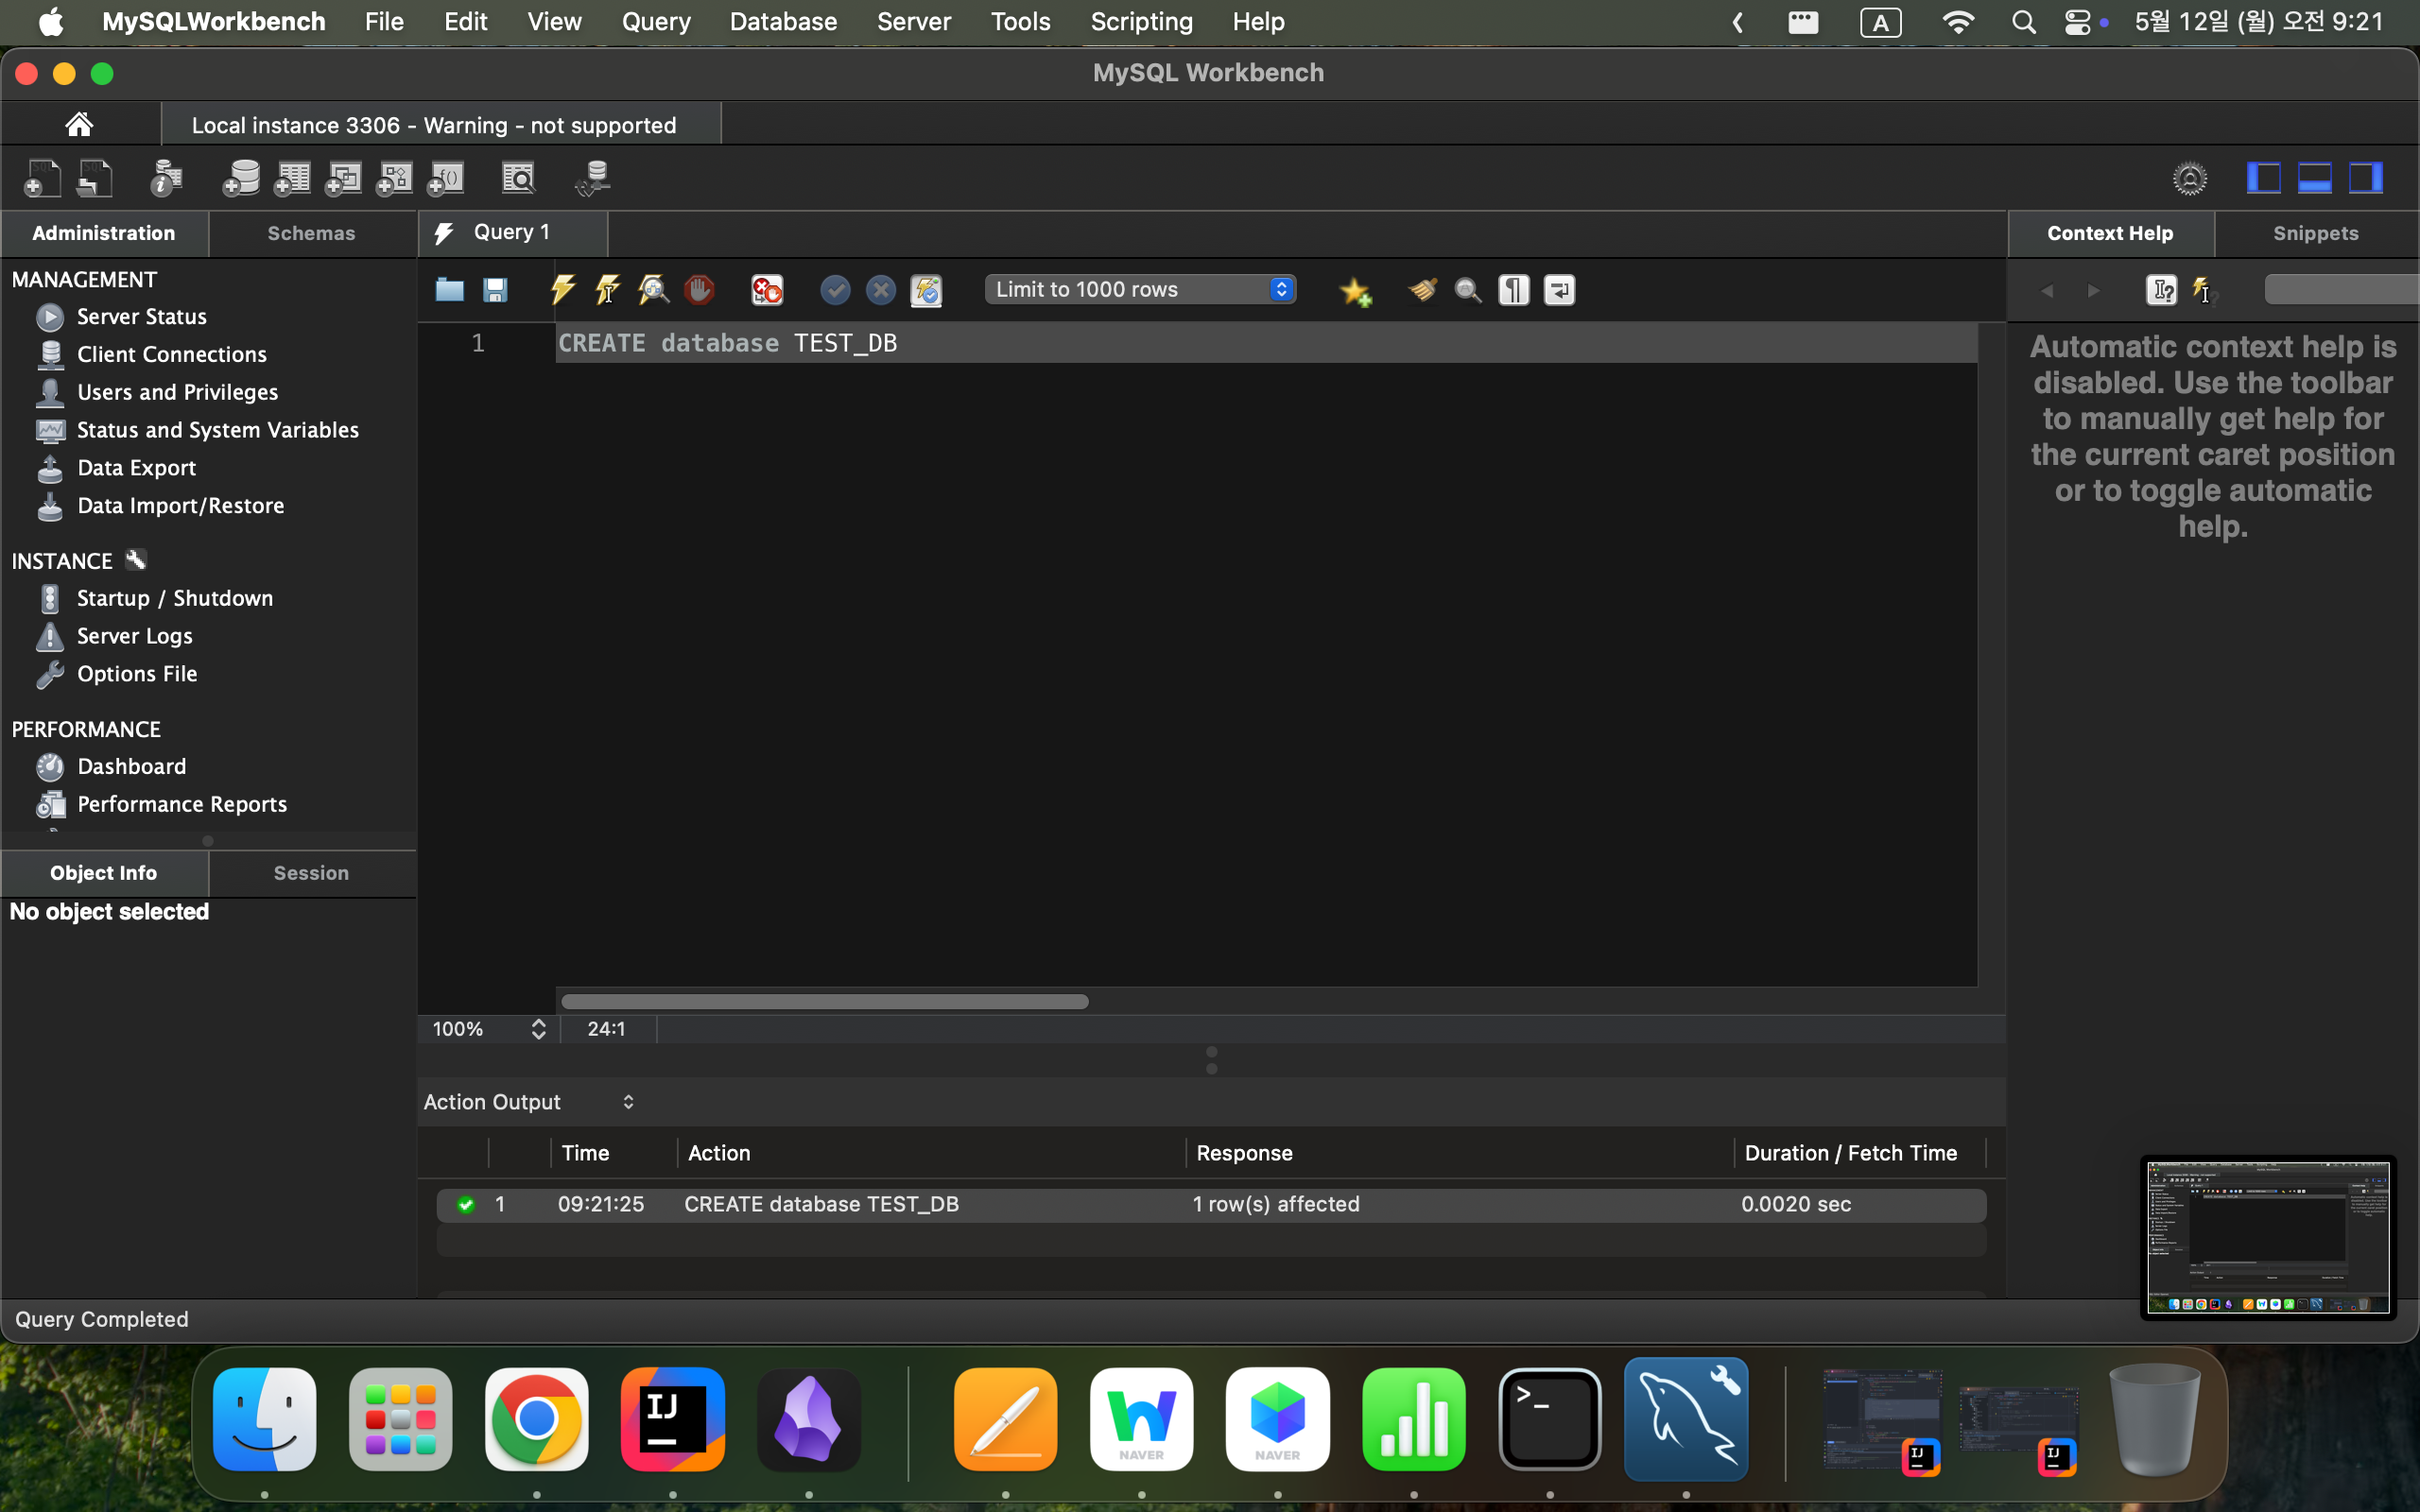 MySQLWorkbench File Edit View Query Database Server Tools Scripting Help A 5월 12일 (월) 오전 9:21
MySQL Workbench
Local instance 3306 - Warning - not supported
Administration Schemas
Query 1
Context Help Snippets
MANAGEMENT
Server Status
Client Connections
Users and Privileges
Status and System Variables
Data Export
Data Import/Restore
INSTANCE
Startup / Shutdown
Server Logs
Options File
PERFORMANCE
Dashboard
Performance Reports
Object Info Session
No object selected
Limit to 1000 rows
1 CREATE database TEST_DB
100% 24:1
Automatic context help is
disabled. Use the toolbar
to manually get help for
the current caret position
or to toggle automatic
help.
Action Output
Time Action Response Duration / Fetch Time
1 09:21:25 CREATE database TEST_DB 1 row(s) affected 0.0020 sec
Query Completed
IJ
NAVER
NAVER
>_
IJ
IJ